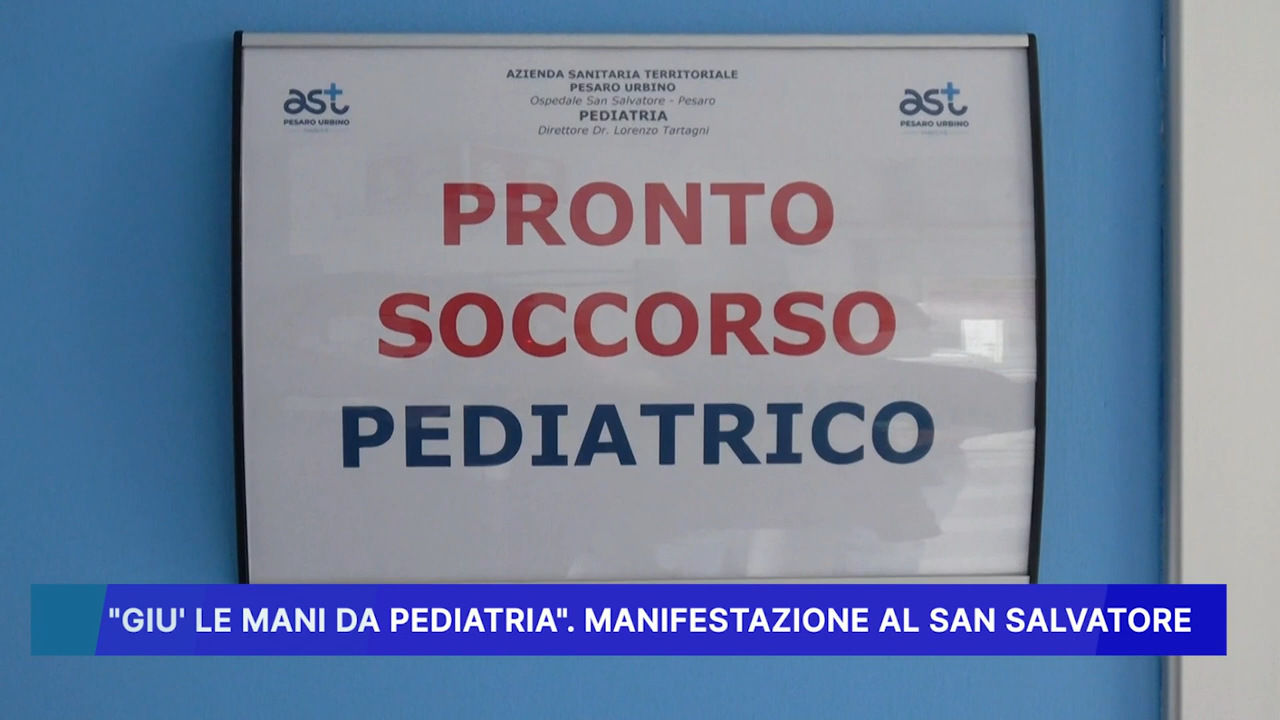 AZIENDA SANITARIA TERRITORIALE
PESARO URBINO
Ospedale San Salvatore - Pesaro
PEDIATRIA
Direttore Dr. Lorenzo Tartagni
ast
PESARO URBINO
ast
PESARO URBINO
PRONTO
SOCCORSO
PEDIATRICO
"GIU' LE MANI DA PEDIATRIA". MANIFESTAZIONE AL SAN SALVATORE